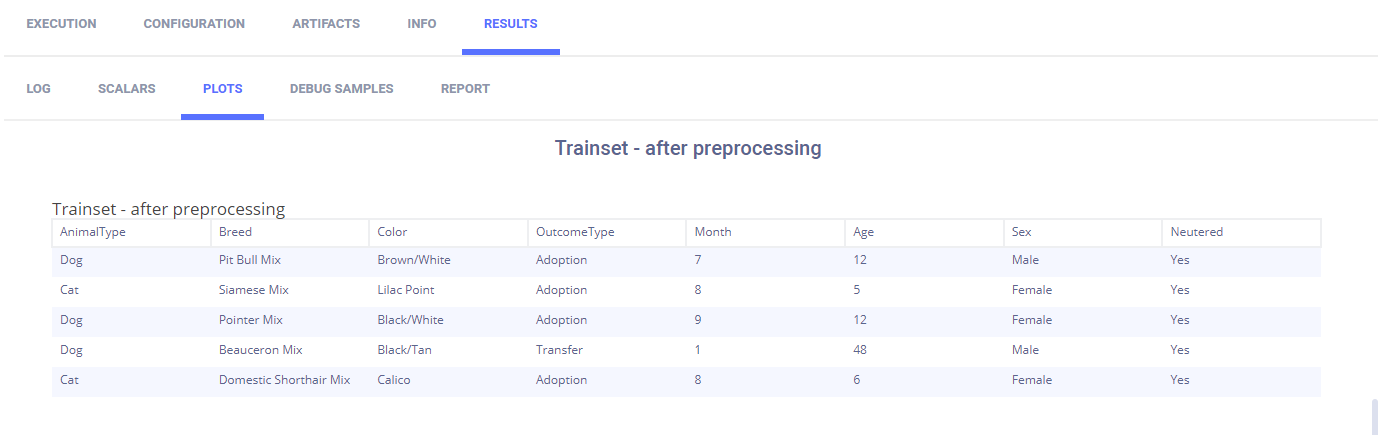 EXECUTION CONFIGURATION ARTIFACTS INFO RESULTS
LOG SCALARS PLOTS DEBUG SAMPLES REPORT
Trainset - after preprocessing
Trainset - after preprocessing
AnimalType Breed Color OutcomeType Month Age Sex Neutered
Dog Pit Bull Mix Brown/White Adoption 7 12 Male Yes
Cat Siamese Mix Lilac Point Adoption 8 5 Female Yes
Dog Pointer Mix Black/White Adoption 9 12 Female Yes
Dog Beauceron Mix Black/Tan Transfer 1 48 Male Yes
Cat Domestic Shorthair Mix Calico Adoption 8 6 Female Yes